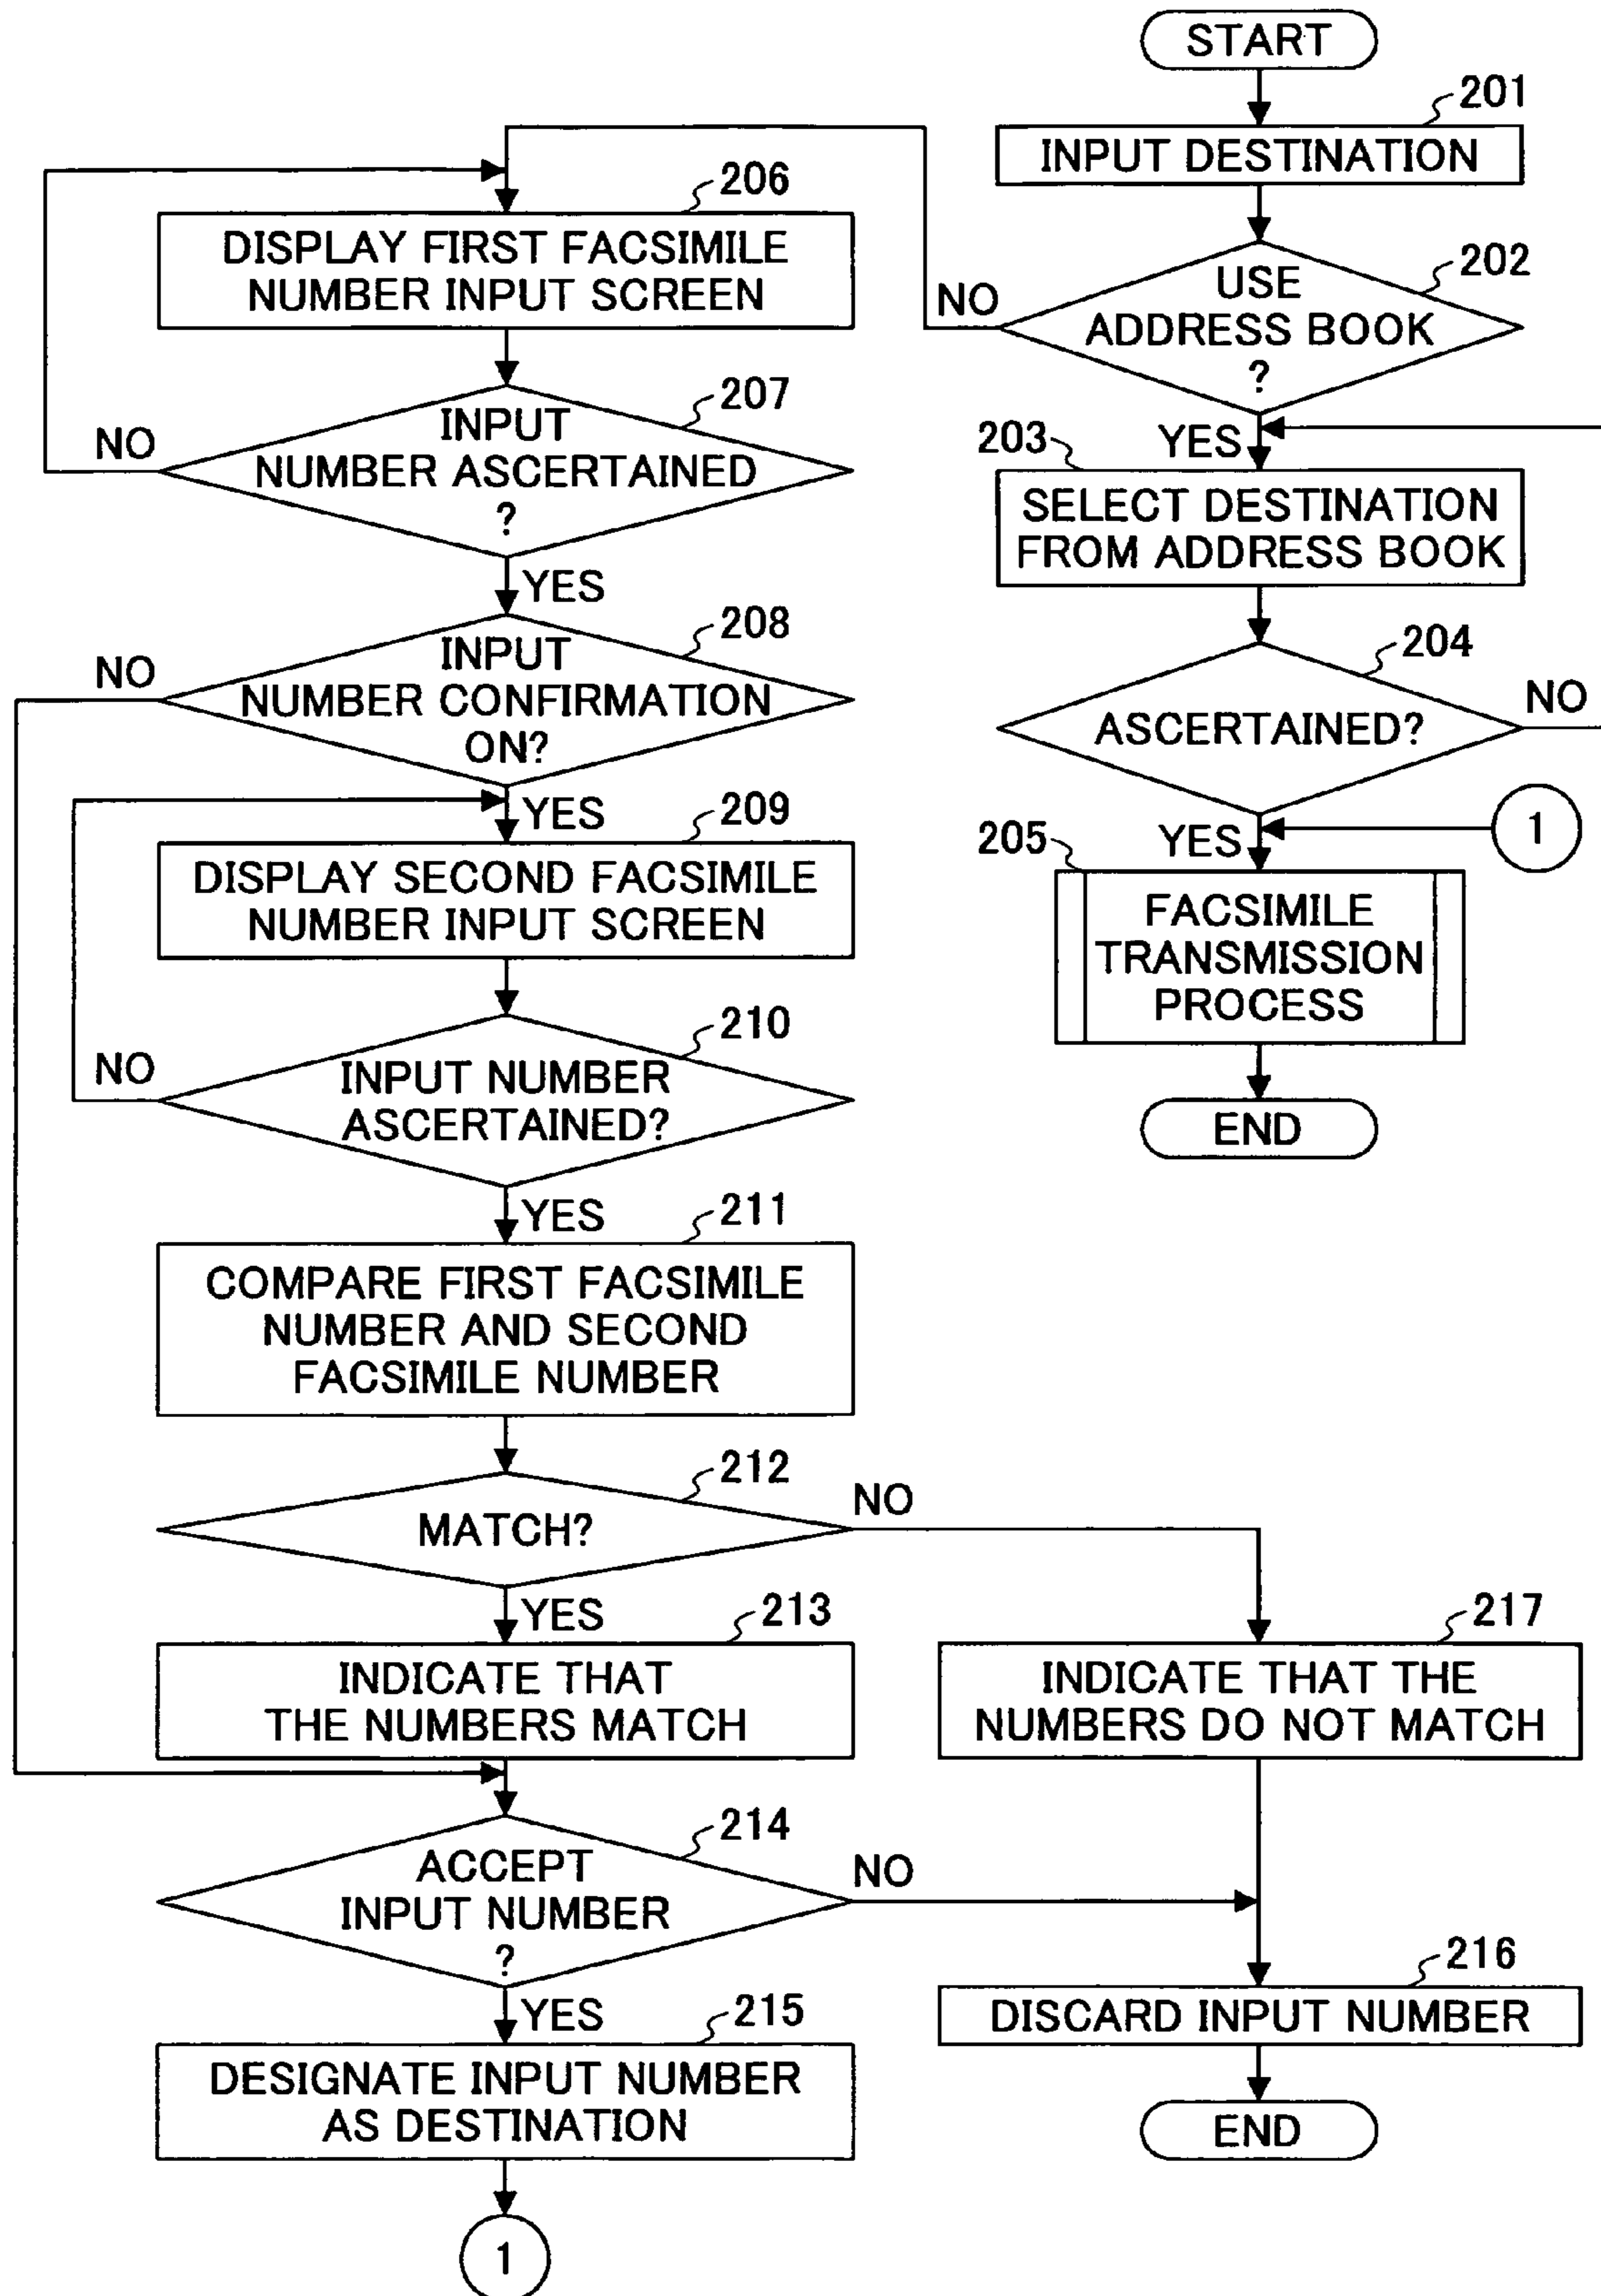 START
201
INPUT DESTINATION
202
USE
ADDRESS BOOK
?
NO
YES
203
SELECT DESTINATION
FROM ADDRESS BOOK
204
ASCERTAINED?
NO
YES
1
205
FACSIMILE
TRANSMISSION
PROCESS
END
206
DISPLAY FIRST FACSIMILE
NUMBER INPUT SCREEN
207
INPUT
NUMBER ASCERTAINED
?
NO
YES
208
INPUT
NUMBER CONFIRMATION
ON?
NO
YES
209
DISPLAY SECOND FACSIMILE
NUMBER INPUT SCREEN
210
INPUT NUMBER
ASCERTAINED?
NO
YES
211
COMPARE FIRST FACSIMILE
NUMBER AND SECOND
FACSIMILE NUMBER
212
MATCH?
NO
YES
213
INDICATE THAT
THE NUMBERS MATCH
217
INDICATE THAT THE
NUMBERS DO NOT MATCH
214
ACCEPT
INPUT NUMBER
?
NO
YES
215
DESIGNATE INPUT NUMBER
AS DESTINATION
1
216
DISCARD INPUT NUMBER
END